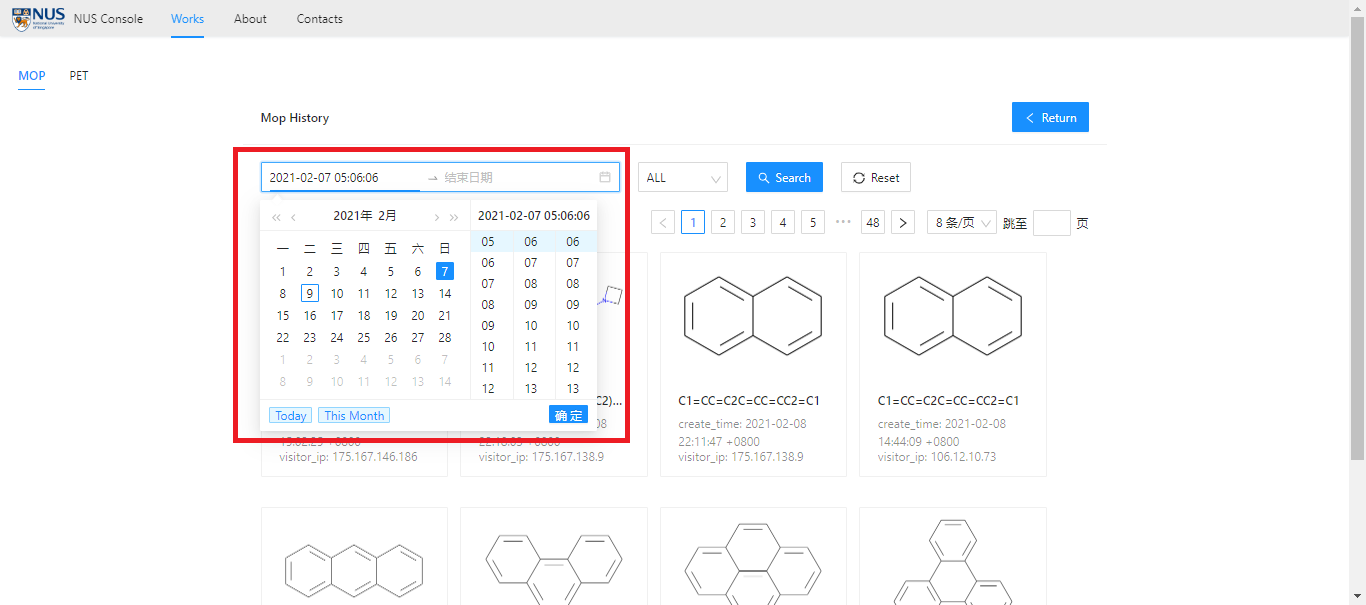 NUS NUS Console Works About Contacts
National University
of Singapore
MOP PET
Mop History
Return
2021-02-07 05:06:06 → 结束日期
ALL
Search
Reset
« ‹ 2021年 2月 › »
2021-02-07 05:06:06
一 二 三 四 五 六 日
1 2 3 4 5 6 7
8 9 10 11 12 13 14
15 16 17 18 19 20 21
22 23 24 25 26 27 28
1 2 3 4 5 6 7
8 9 10 11 12 13 14
05 06 06
06 07 07
07 08 08
08 09 09
09 10 10
10 11 11
11 12 12
12 13 13
Today This Month 确定
< 1 2 3 4 5 ••• 48 > 8 条/页 跳至 页
visitor_ip: 175.167.146.186
C2)...
08
visitor_ip: 175.167.138.9
C1=CC=C2C=CC=CC2=C1
create_time: 2021-02-08
22:11:47 +0800
visitor_ip: 175.167.138.9
C1=CC=C2C=CC=CC2=C1
create_time: 2021-02-08
14:44:09 +0800
visitor_ip: 106.12.10.73